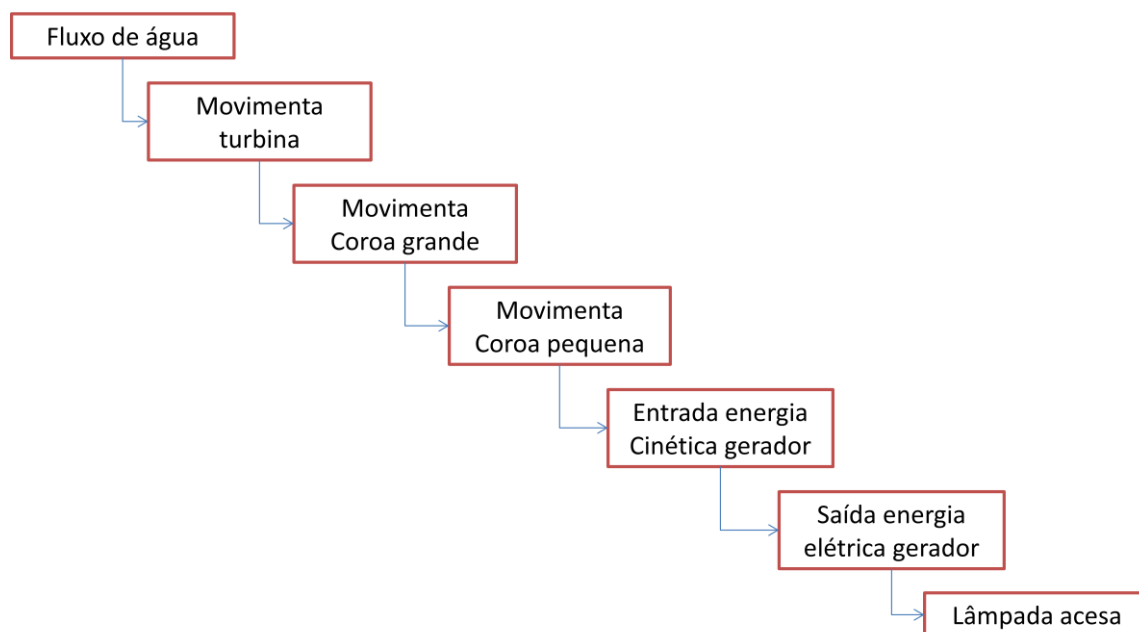 Fluxo de água
Movimenta
turbina
Movimenta
Coroa grande
Movimenta
Coroa pequena
Entrada energia
Cinética gerador
Saída energia
elétrica gerador
Lâmpada acesa